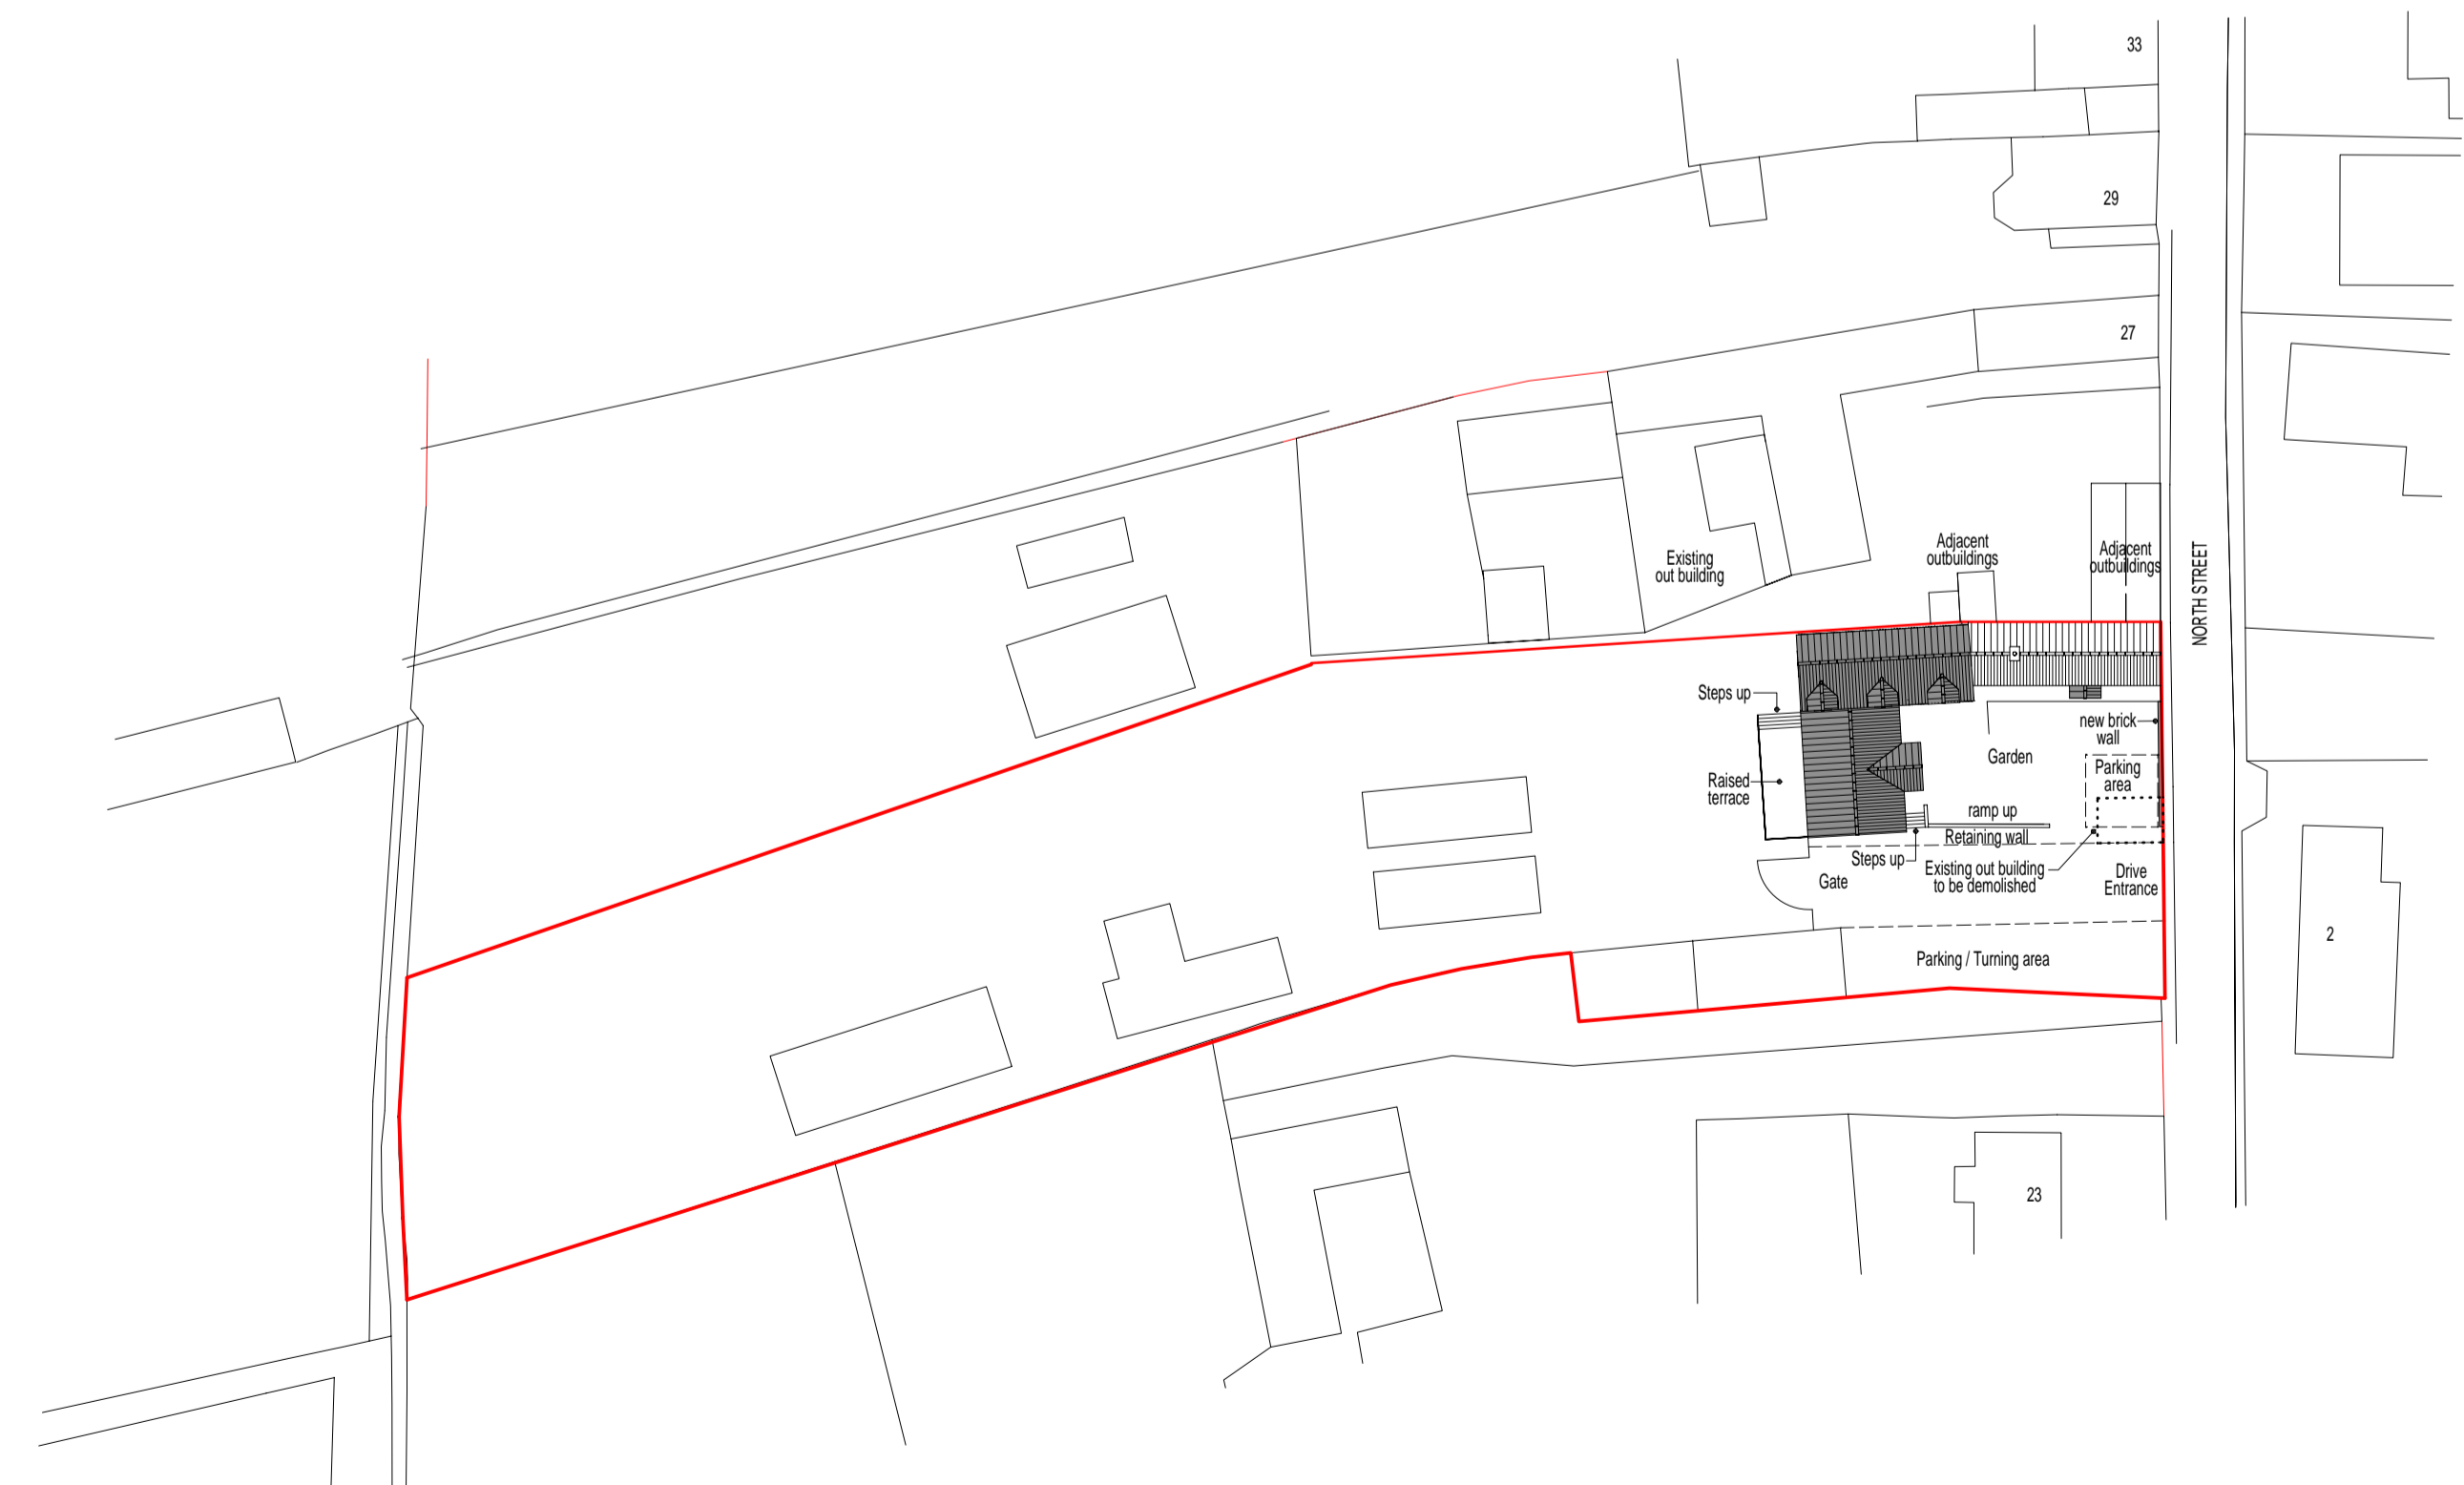 33
29
27
Adjacent
outbuildings
Adjacent
outbuildings
Existing
out building
NORTH STREET
Steps up
new brick
wall
Garden
Parking
area
Raised
terrace
ramp up
Retaining wall
Steps up
Existing out building
to be demolished
Gate
Drive
Entrance
2
Parking / Turning area
23